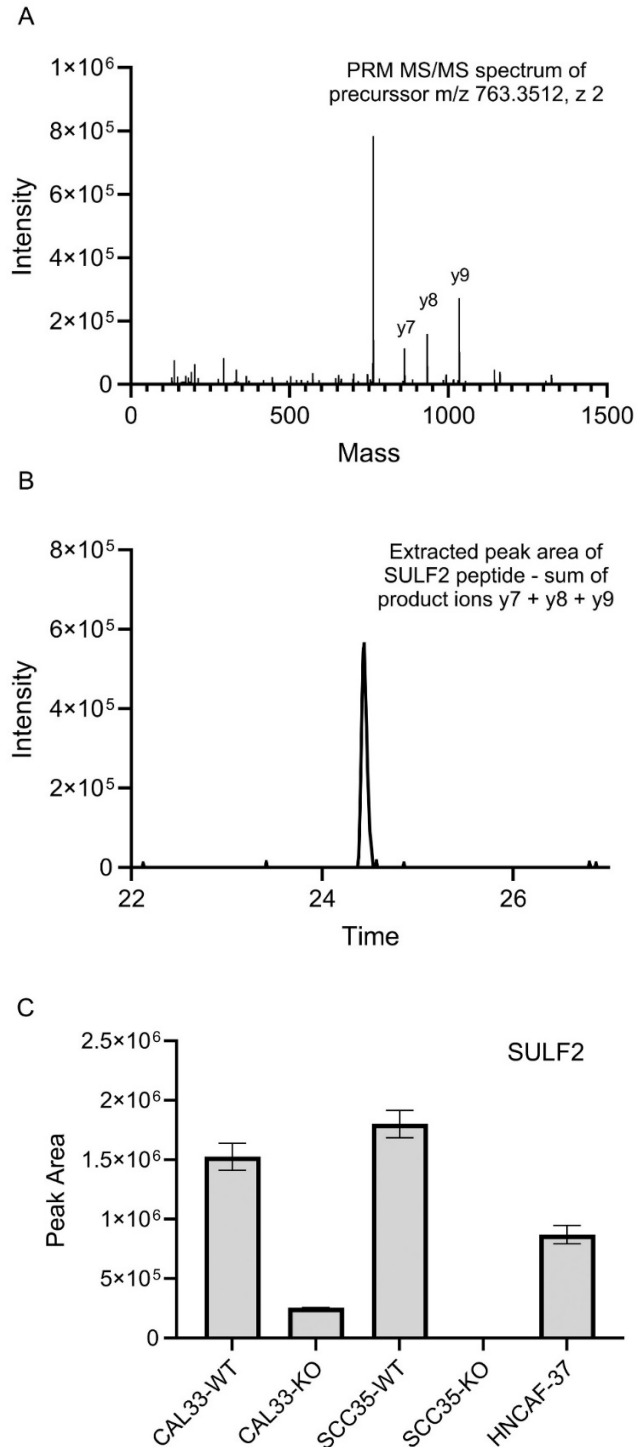 A
PRM MS/MS spectrum of
precurssor m/z 763.3512, z 2
1×10⁶
8×10⁵
6×10⁵
4×10⁵
2×10⁵
0
Intensity
y7
y8
y9
0 500 1000 1500
Mass
B
Extracted peak area of
SULF2 peptide - sum of
product ions y7 + y8 + y9
8×10⁵
6×10⁵
4×10⁵
2×10⁵
0
Intensity
22 24 26
Time
C
SULF2
2.5×10⁶
2×10⁶
1.5×10⁶
1×10⁶
5×10⁵
0
Peak Area
CAL33-WT
CAL33-KO
SCC35-WT
SCC35-KO
HNCAF-37